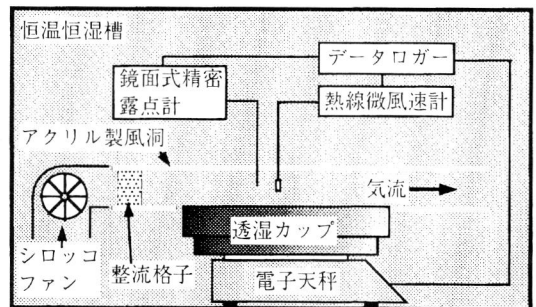 恒温恒湿槽
データロガー
鏡面式精密
露点計
熱線微風速計
アクリル製風洞
気流
透湿カップ
シロッコ
ファン
整流格子
電子天秤